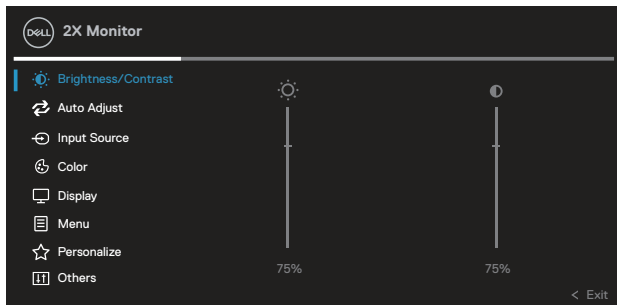 DELL 2X Monitor
Brightness/Contrast
Auto Adjust
Input Source
Color
Display
Menu
Personalize
Others
75% 75%
< Exit